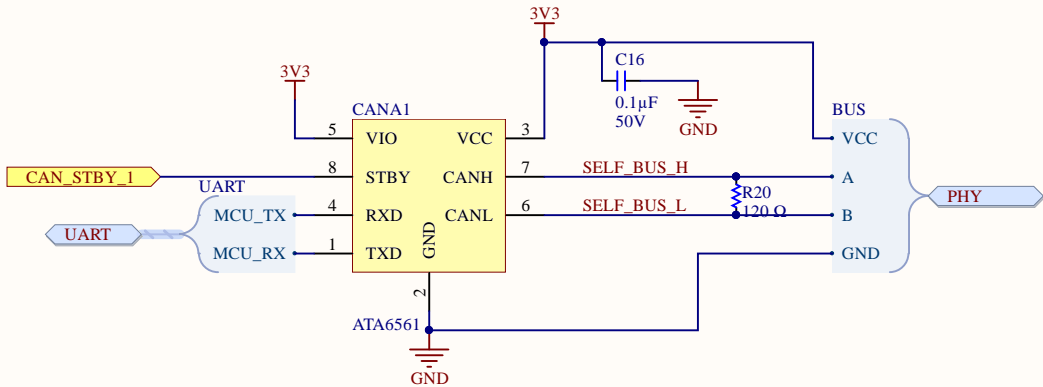 3V3
3V3
C16
0.1µF
50V
GND
CANA1
BUS
5
VIO
VCC
3
VCC
CAN_STBY_1
8
STBY
CANH
7
SELF_BUS_H
A
UART
R20
120 Ω
PHY
MCU_TX
4
RXD
CANL
6
SELF_BUS_L
B
UART
MCU_RX
1
TXD
GND
GND
2
ATA6561
GND